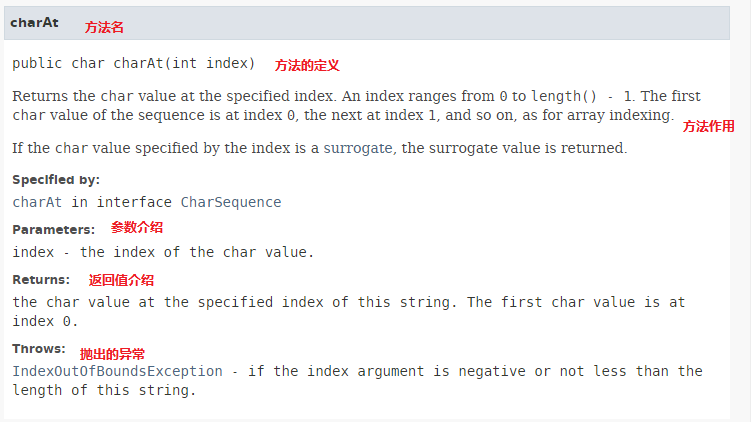 charAt 方法名
public char charAt(int index) 方法的定义
Returns the char value at the specified index. An index ranges from 0 to length() - 1. The first
char value of the sequence is at index 0, the next at index 1, and so on, as for array indexing.
方法作用
If the char value specified by the index is a surrogate, the surrogate value is returned.
Specified by:
charAt in interface CharSequence
Parameters: 参数介绍
index - the index of the char value.
Returns: 返回值介绍
the char value at the specified index of this string. The first char value is at
index 0.
Throws: 抛出的异常
IndexOutOfBoundsException - if the index argument is negative or not less than the
length of this string.